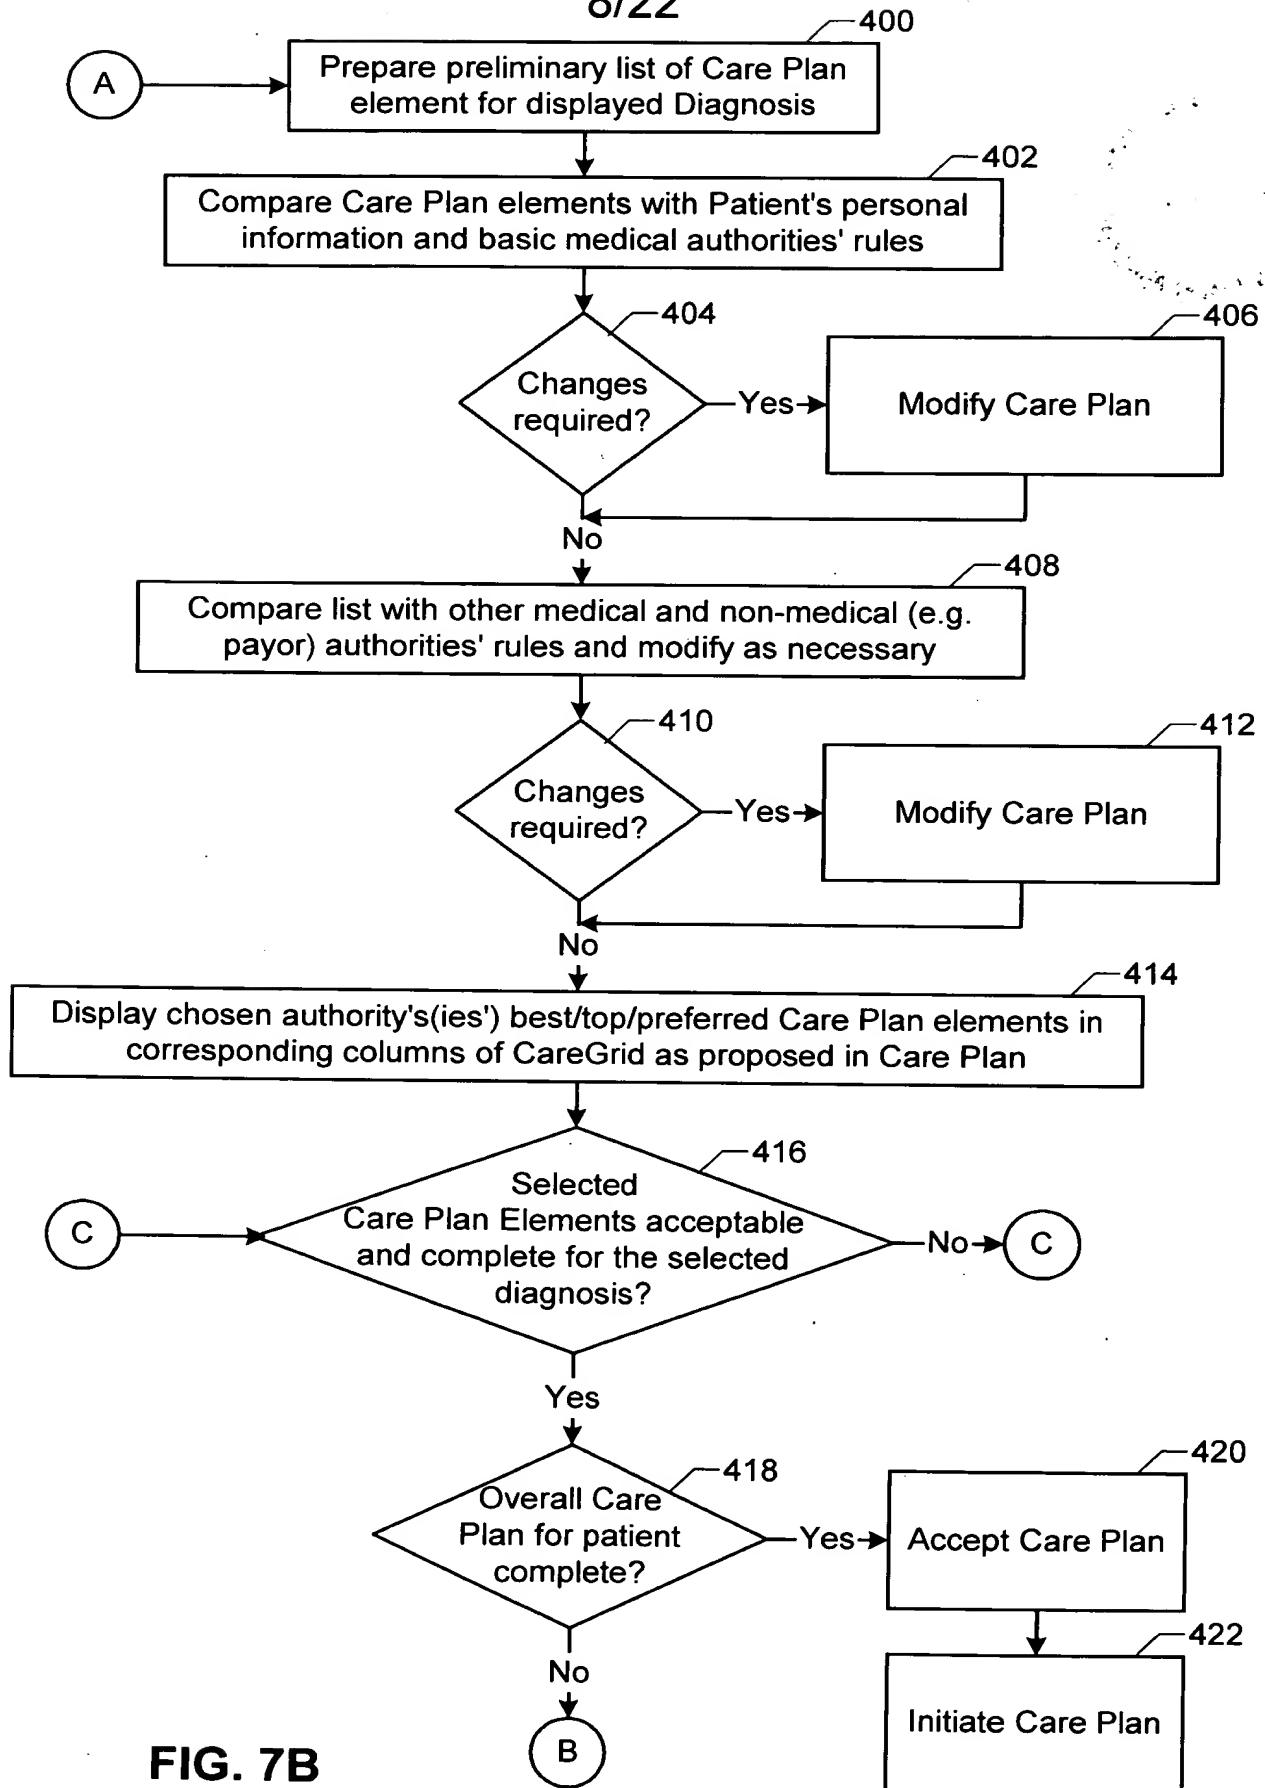 8/22
400
A
Prepare preliminary list of Care Plan
element for displayed Diagnosis
402
Compare Care Plan elements with Patient's personal
information and basic medical authorities' rules
404
406
Changes
required?
Yes
Modify Care Plan
No
408
Compare list with other medical and non-medical (e.g.
payor) authorities' rules and modify as necessary
410
412
Changes
required?
Yes
Modify Care Plan
No
414
Display chosen authority's(ies') best/top/preferred Care Plan elements in
corresponding columns of CareGrid as proposed in Care Plan
416
C
Selected
Care Plan Elements acceptable
and complete for the selected
diagnosis?
No
C
Yes
418
420
Overall Care
Plan for patient
complete?
Yes
Accept Care Plan
422
No
Initiate Care Plan
B
FIG. 7B